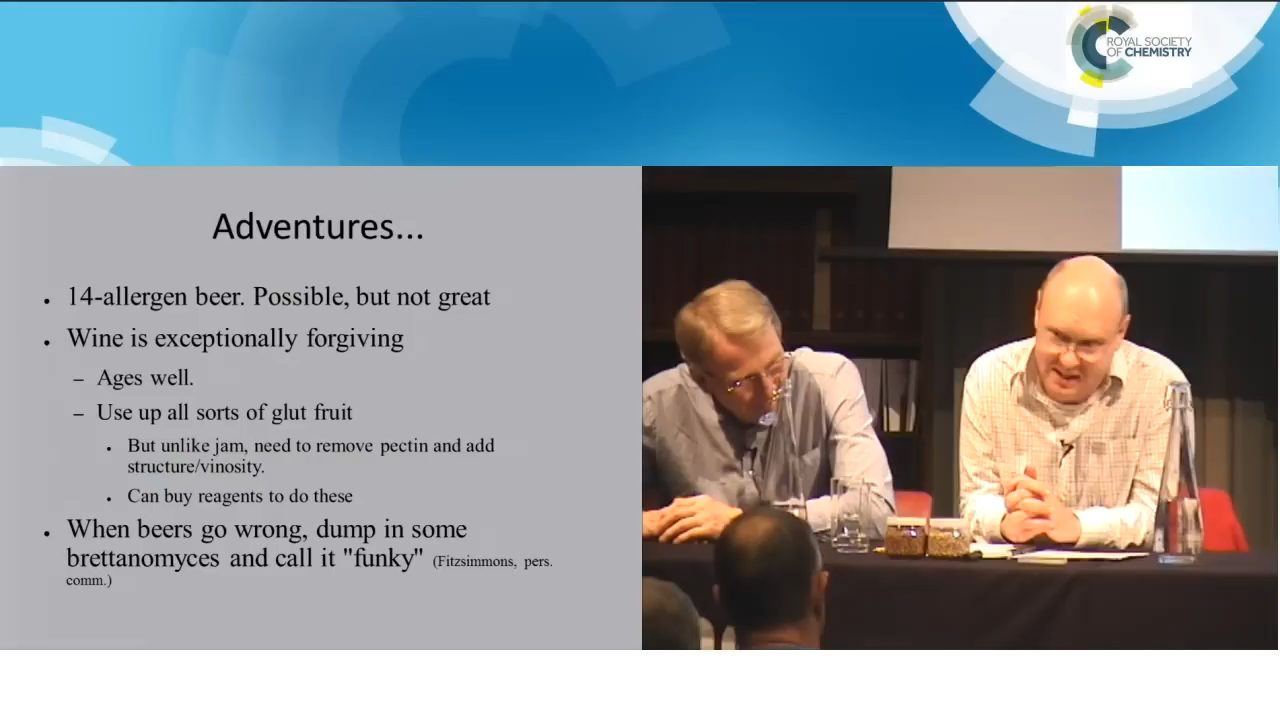 ROYAL SOCIETY
OF CHEMISTRY
Adventures...
• 14-allergen beer. Possible, but not great
• Wine is exceptionally forgiving
– Ages well.
– Use up all sorts of glut fruit
• But unlike jam, need to remove pectin and add
structure/vinosity.
• Can buy reagents to do these
• When beers go wrong, dump in some
brettanomyces and call it "funky" (Fitzsimmons, pers.
comm.)